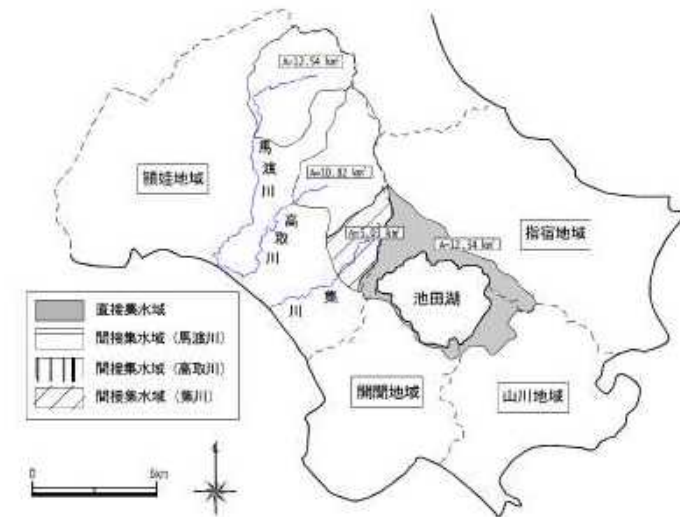 A=12.54 km²
馬渡川
A=10.82 km²
頴娃地域
高取川
A=12.34 km²
指宿地域
池田湖
集川
直接集水域
間接集水域（馬渡川）
間接集水域（高取川）
間接集水域（集川）
開聞地域
山川地域
0
5km